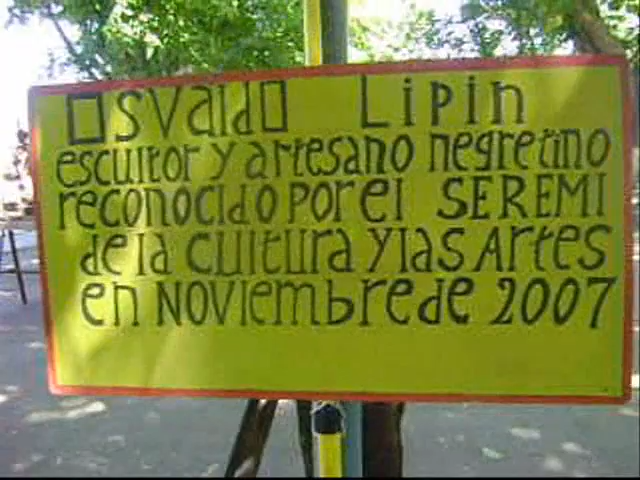 Osvaldo Lipin
escultor y artesano negretino
reconocido por el SEREMI
de la cultura y las Artes
en Noviembre de 2007